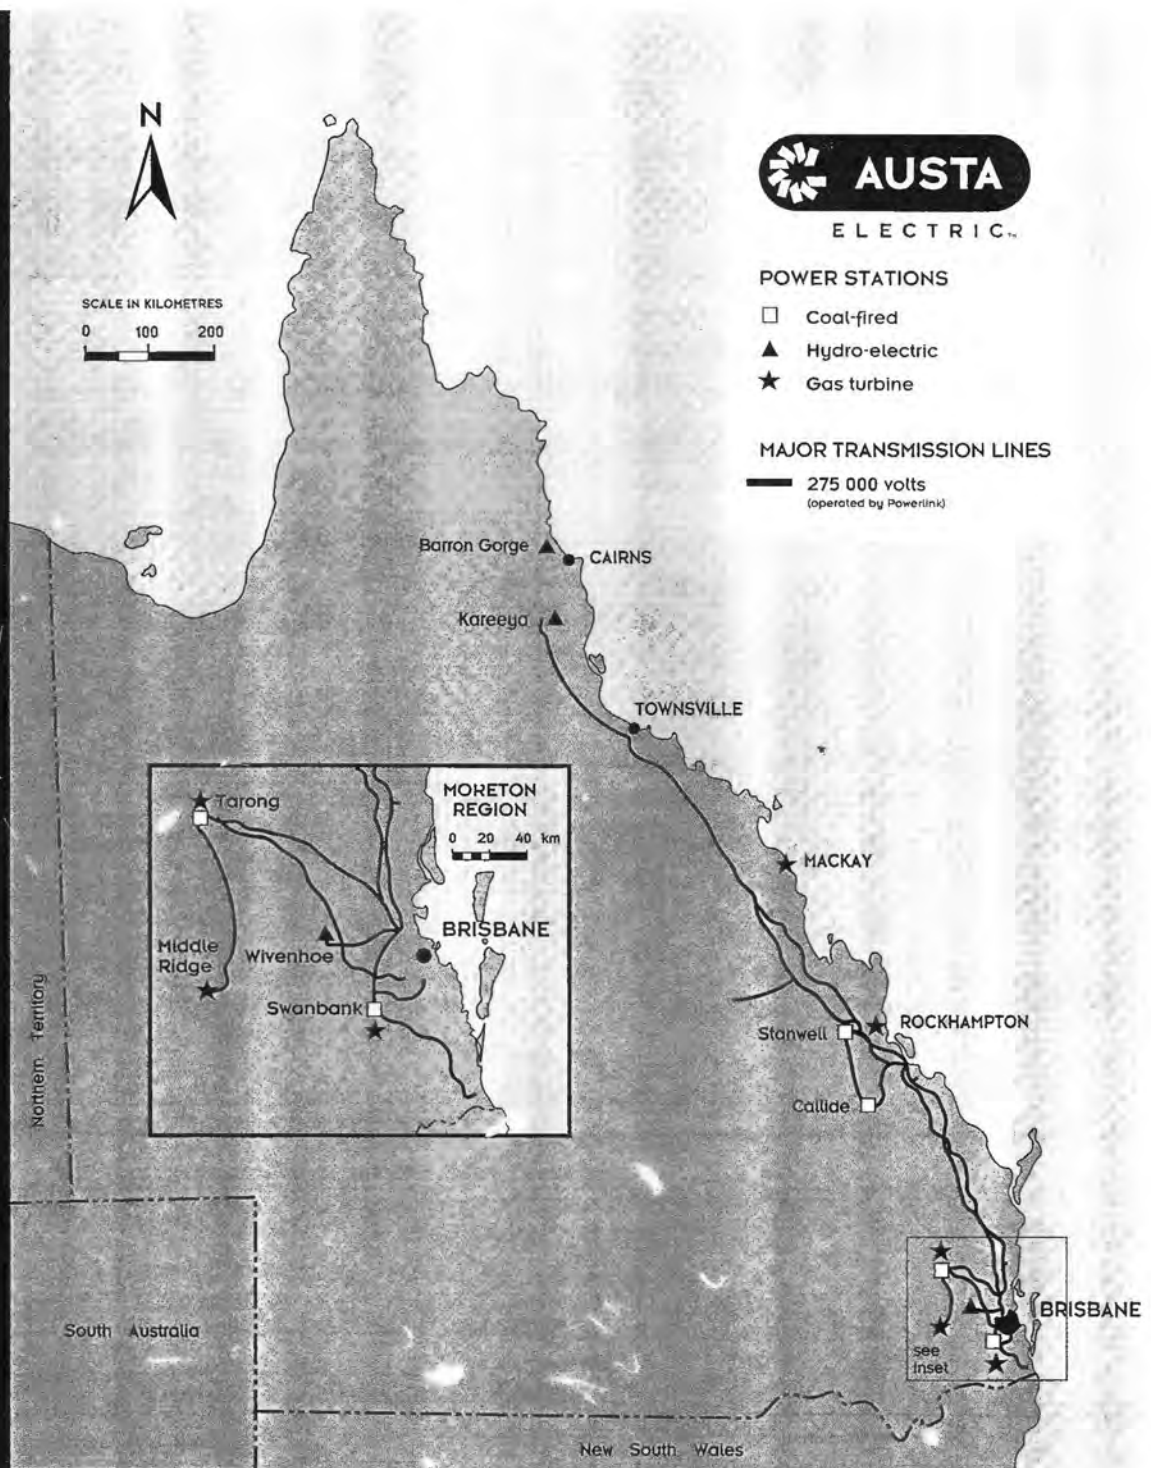 N
SCALE IN KILOMETRES
0 100 200
AUSTA
ELECTRIC™
POWER STATIONS
Coal-fired
Hydro-electric
Gas turbine
MAJOR TRANSMISSION LINES
275 000 volts
(operated by Powerlink)
Barron Gorge
CAIRNS
Kareeya
TOWNSVILLE
MORETON
REGION
0 20 40 km
Tarong
MACKAY
BRISBANE
Middle
Ridge
Wivenhoe
Swanbank
Northern Territory
Stanwell
ROCKHAMPTON
Callide
BRISBANE
South Australia
see
inset
New South Wales